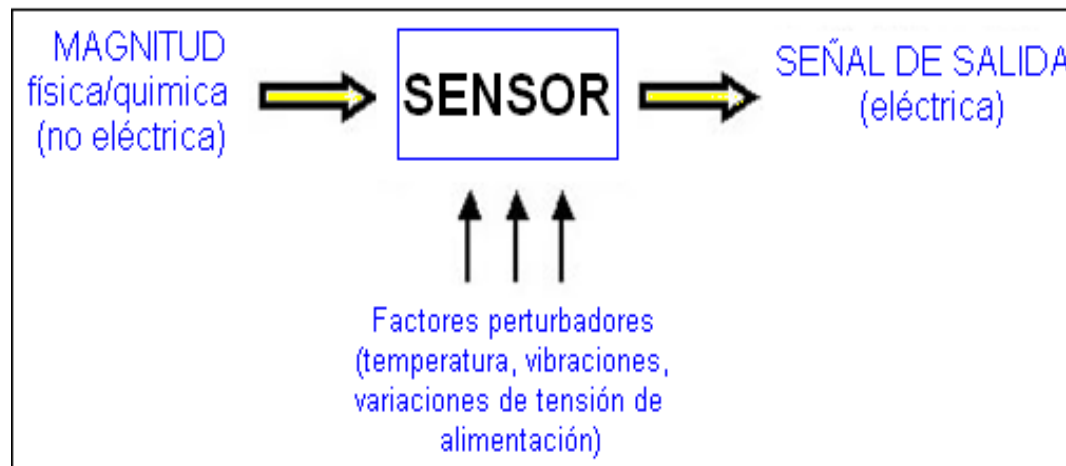 MAGNITUD
física/quimica
(no eléctrica)
SENSOR
SEÑAL DE SALIDA
(eléctrica)
Factores perturbadores
(temperatura, vibraciones,
variaciones de tensión de
alimentación)